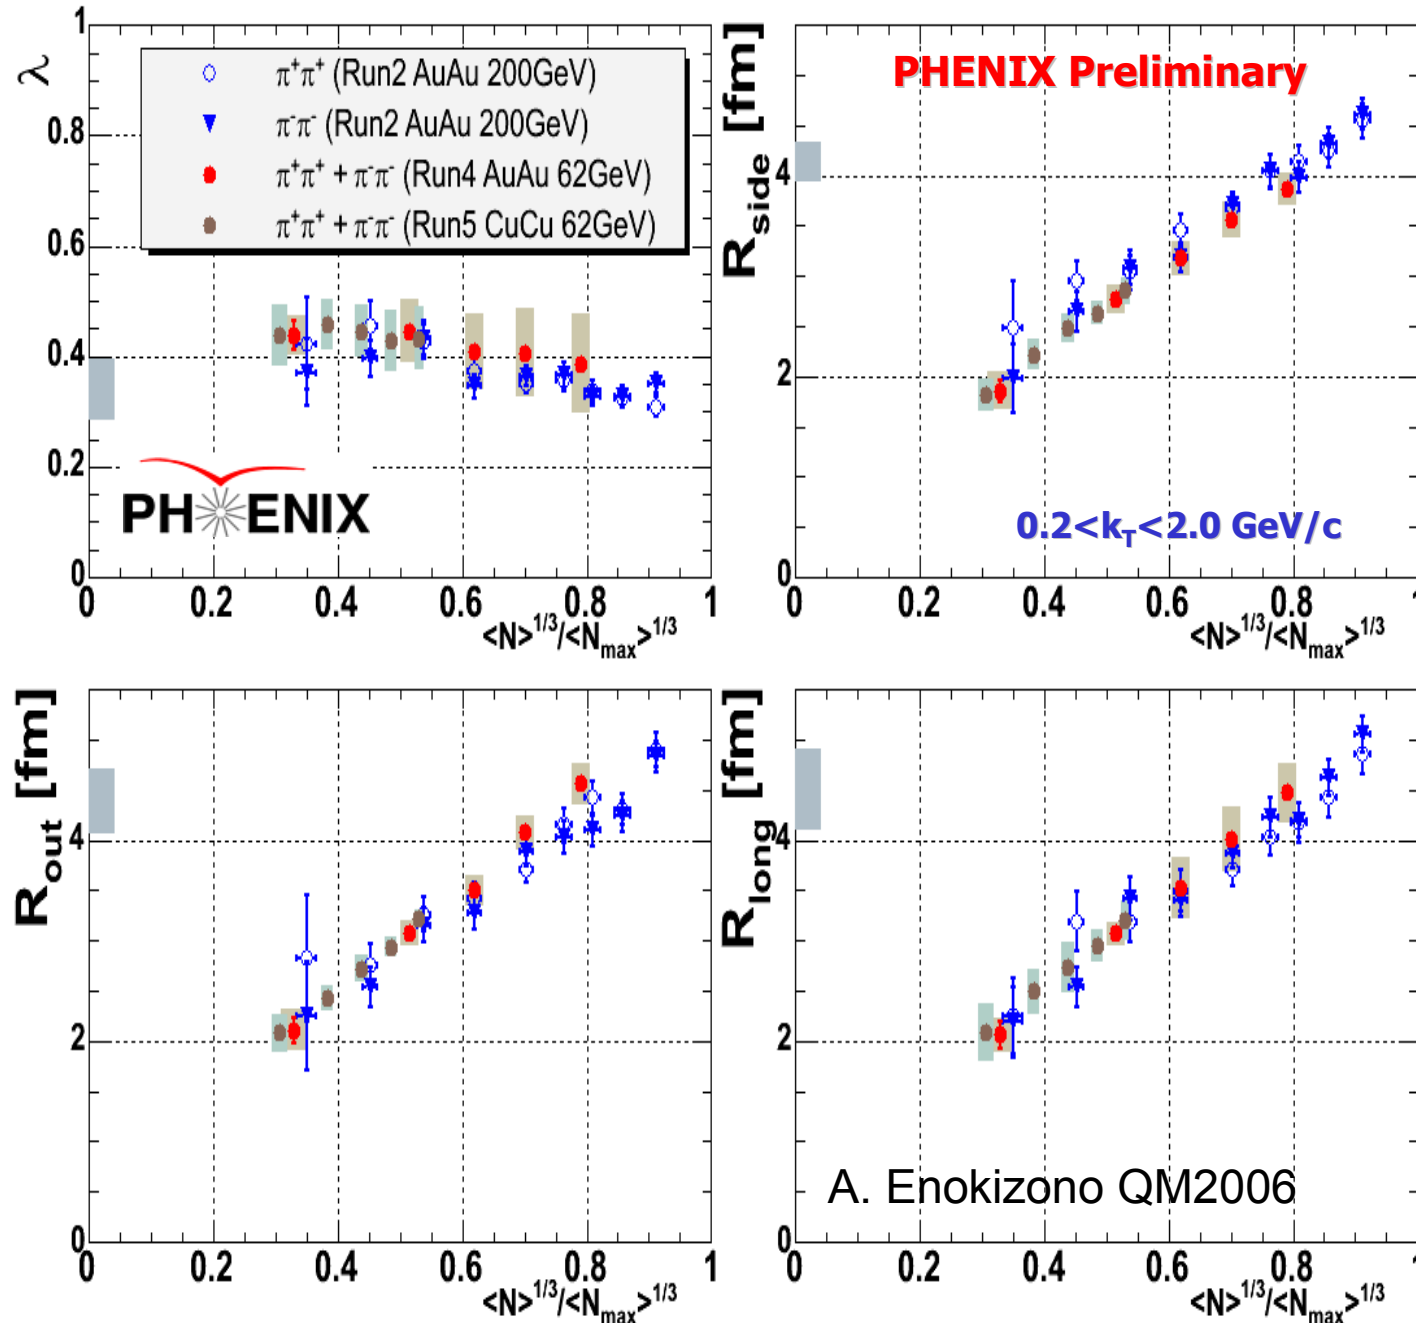 λ
1
0.8
0.6
0.4
0.2
0
π⁺π⁺ (Run2 AuAu 200GeV)
π⁻π⁻ (Run2 AuAu 200GeV)
π⁺π⁺ + π⁻π⁻ (Run4 AuAu 62GeV)
π⁺π⁺ + π⁻π⁻ (Run5 CuCu 62GeV)
PHENIX
0 0.2 0.4 0.6 0.8 1
<N>^1/3/<N_max>^1/3
R_side [fm]
PHENIX Preliminary
4
2
0
0.2<k_T<2.0 GeV/c
0 0.2 0.4 0.6 0.8 1
<N>^1/3/<N_max>^1/3
R_out [fm]
4
2
0
0 0.2 0.4 0.6 0.8 1
<N>^1/3/<N_max>^1/3
R_long [fm]
4
2
0
A. Enokizono QM2006
0 0.2 0.4 0.6 0.8 1
<N>^1/3/<N_max>^1/3